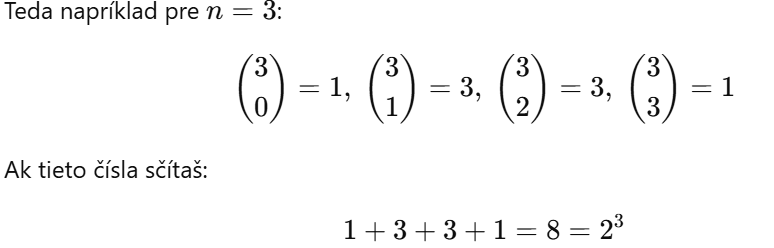 Teda napríklad pre n = 3:
(3 0) = 1, (3 1) = 3, (3 2) = 3, (3 3) = 1
Ak tieto čísla sčítaš:
1 + 3 + 3 + 1 = 8 = 2³